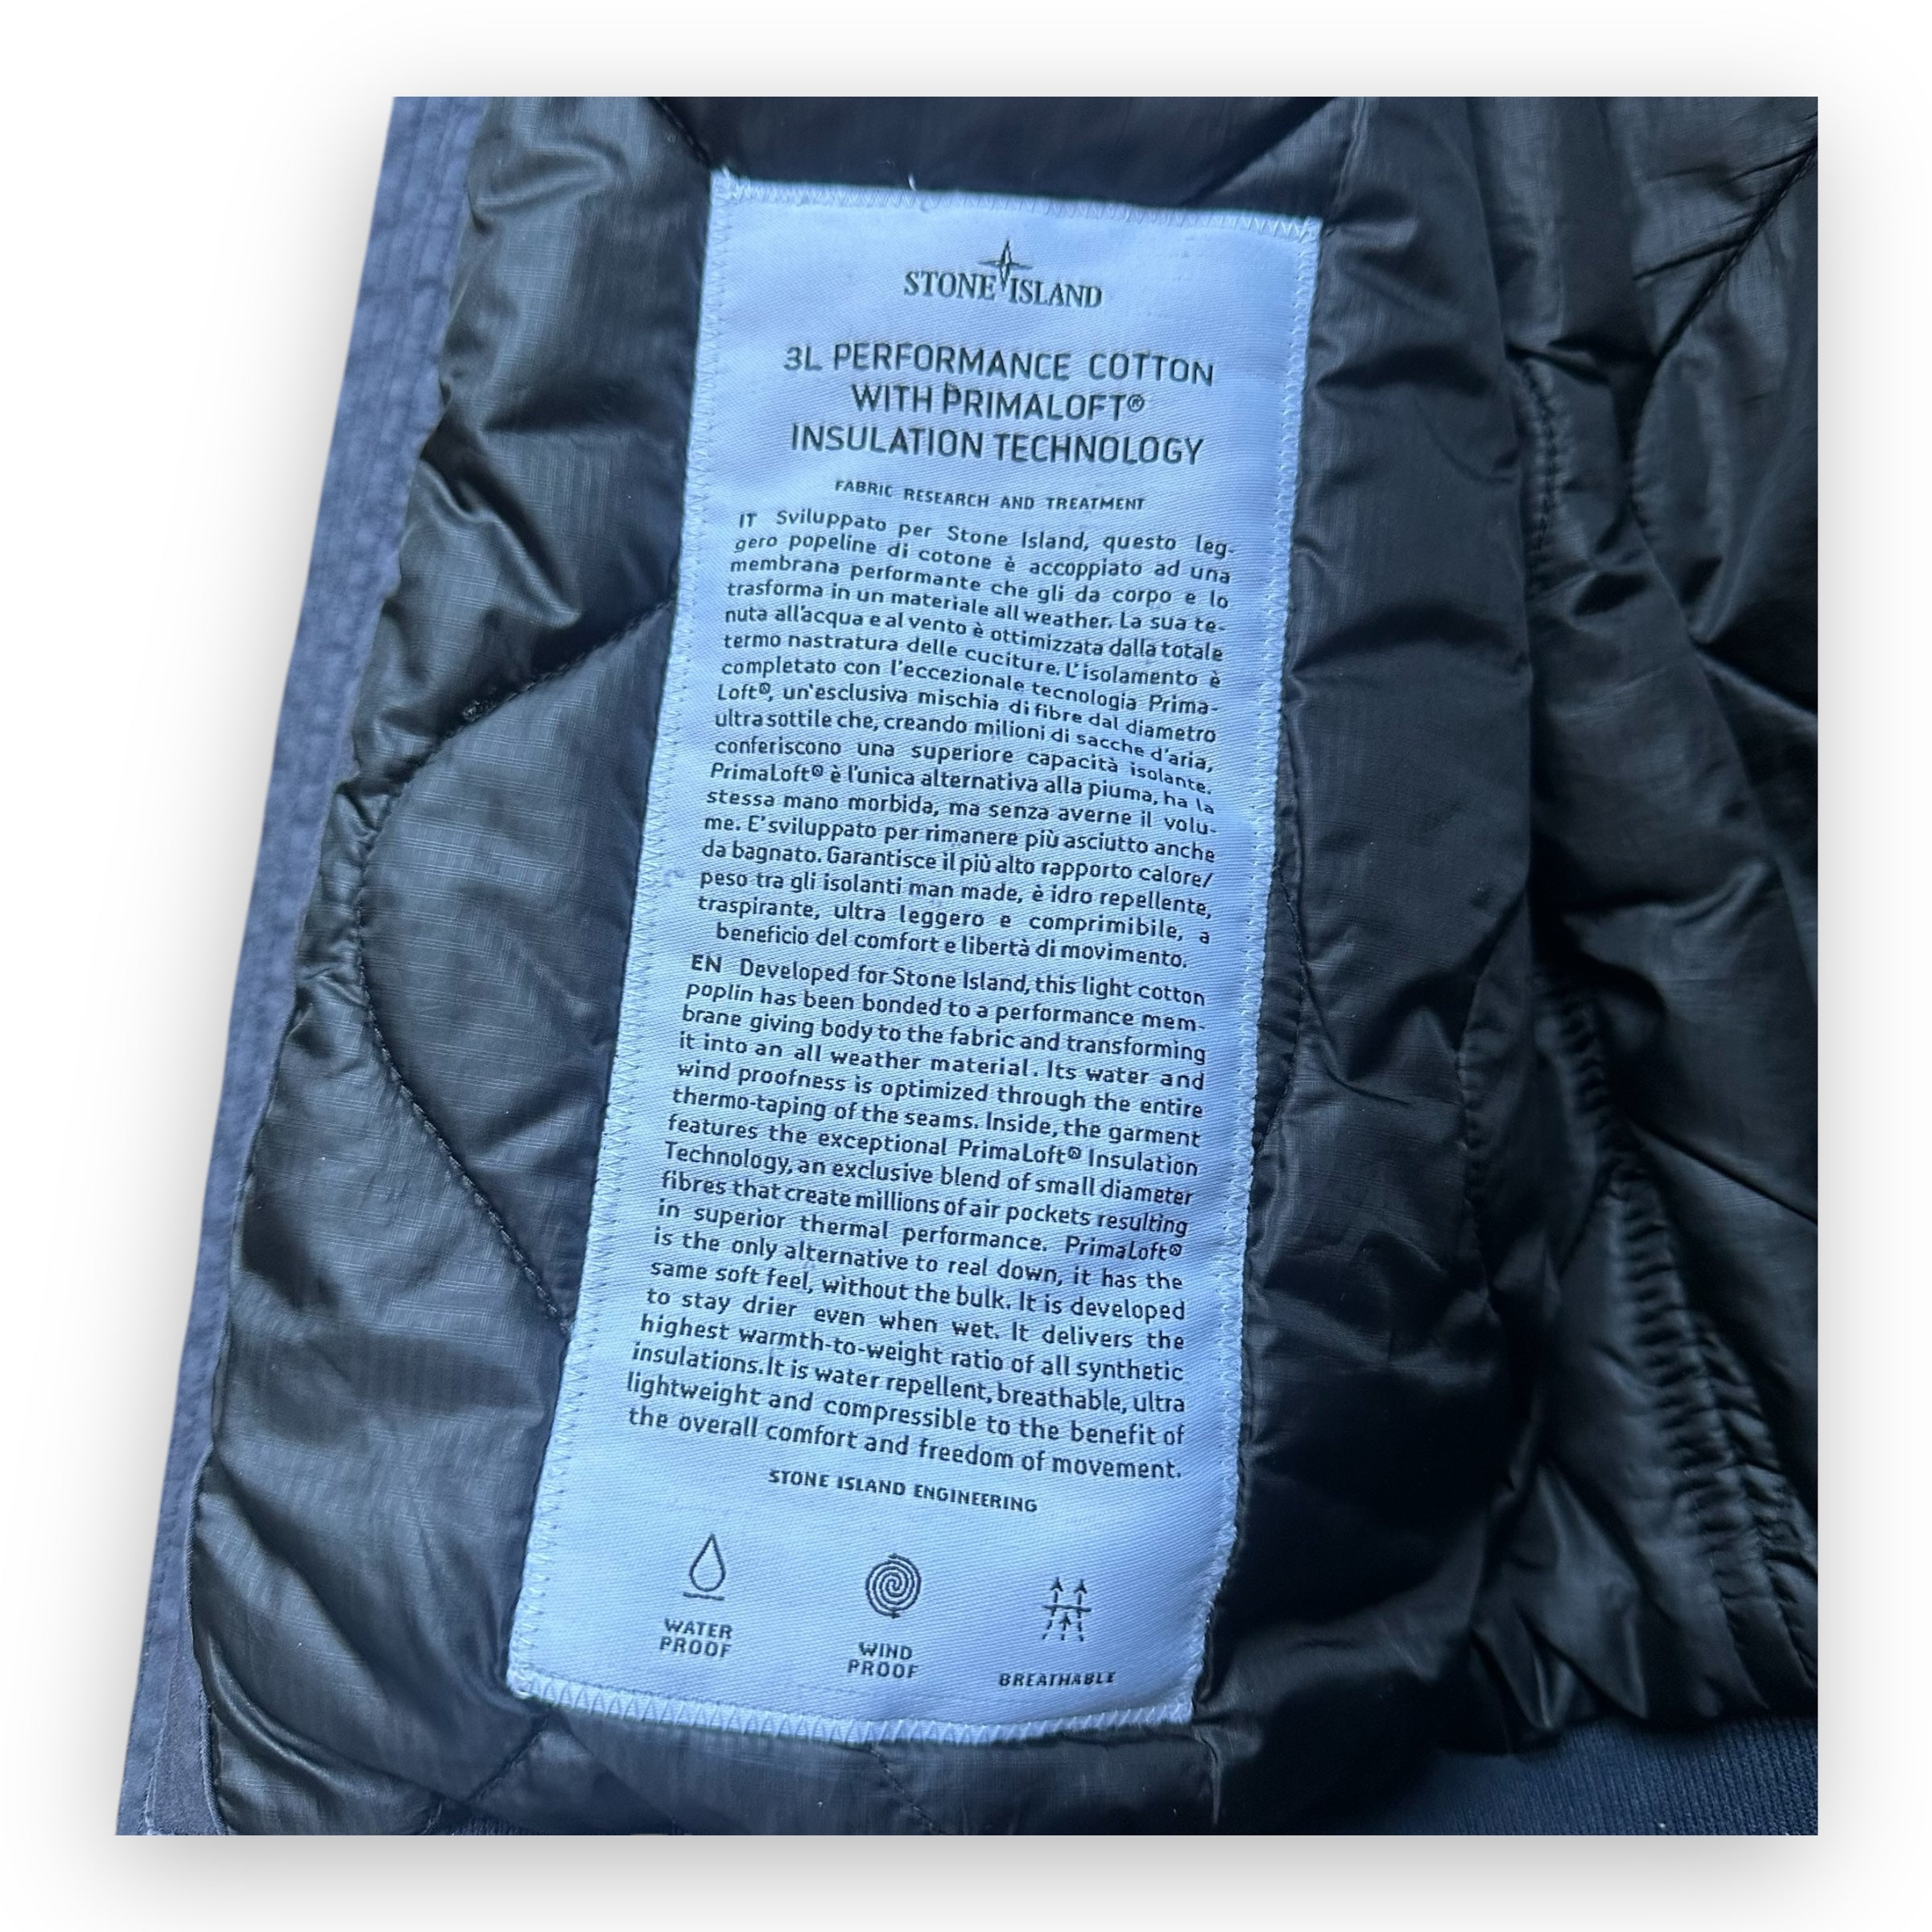 STONE ISLAND
3L PERFORMANCE COTTON
WITH PRIMALOFT®
INSULATION TECHNOLOGY
FABRIC RESEARCH AND TREATMENT
IT Sviluppato per Stone Island, questo leg-
gero popeline di cotone è accoppiato ad una
membrana performante che gli da corpo e lo
trasforma in un materiale all weather. La sua te-
nuta all'acqua e al vento è ottimizzata dalla totale
termo nastratura delle cuciture. L'isolamento è
completato con l'eccezionale tecnologia Prima-
Loft®, un'esclusiva mischia di fibre dal diametro
ultra sottile che, creando milioni di sacche d'aria,
conferiscono una superiore capacità isolante.
PrimaLoft® è l'unica alternativa alla piuma, ha la
stessa mano morbida, ma senza averne il volu-
me. E' sviluppato per rimanere più asciutto anche
da bagnato. Garantisce il più alto rapporto calore/
peso tra gli isolanti man made, è idro repellente,
traspirante, ultra leggero e comprimibile, a
beneficio del comfort e libertà di movimento.
EN Developed for Stone Island, this light cotton
poplin has been bonded to a performance mem-
brane giving body to the fabric and transforming
it into an all weather material. Its water and
wind proofness is optimized through the entire
thermo-taping of the seams. Inside, the garment
features the exceptional PrimaLoft® Insulation
Technology, an exclusive blend of small diameter
fibres that create millions of air pockets resulting
in superior thermal performance. PrimaLoft®
is the only alternative to real down, it has the
same soft feel, without the bulk. It is developed
to stay drier even when wet. It delivers the
highest warmth-to-weight ratio of all synthetic
insulations. It is water repellent, breathable, ultra
lightweight and compressible to the benefit of
the overall comfort and freedom of movement.
STONE ISLAND ENGINEERING
WATER
PROOF
WIND
PROOF
BREATHABLE